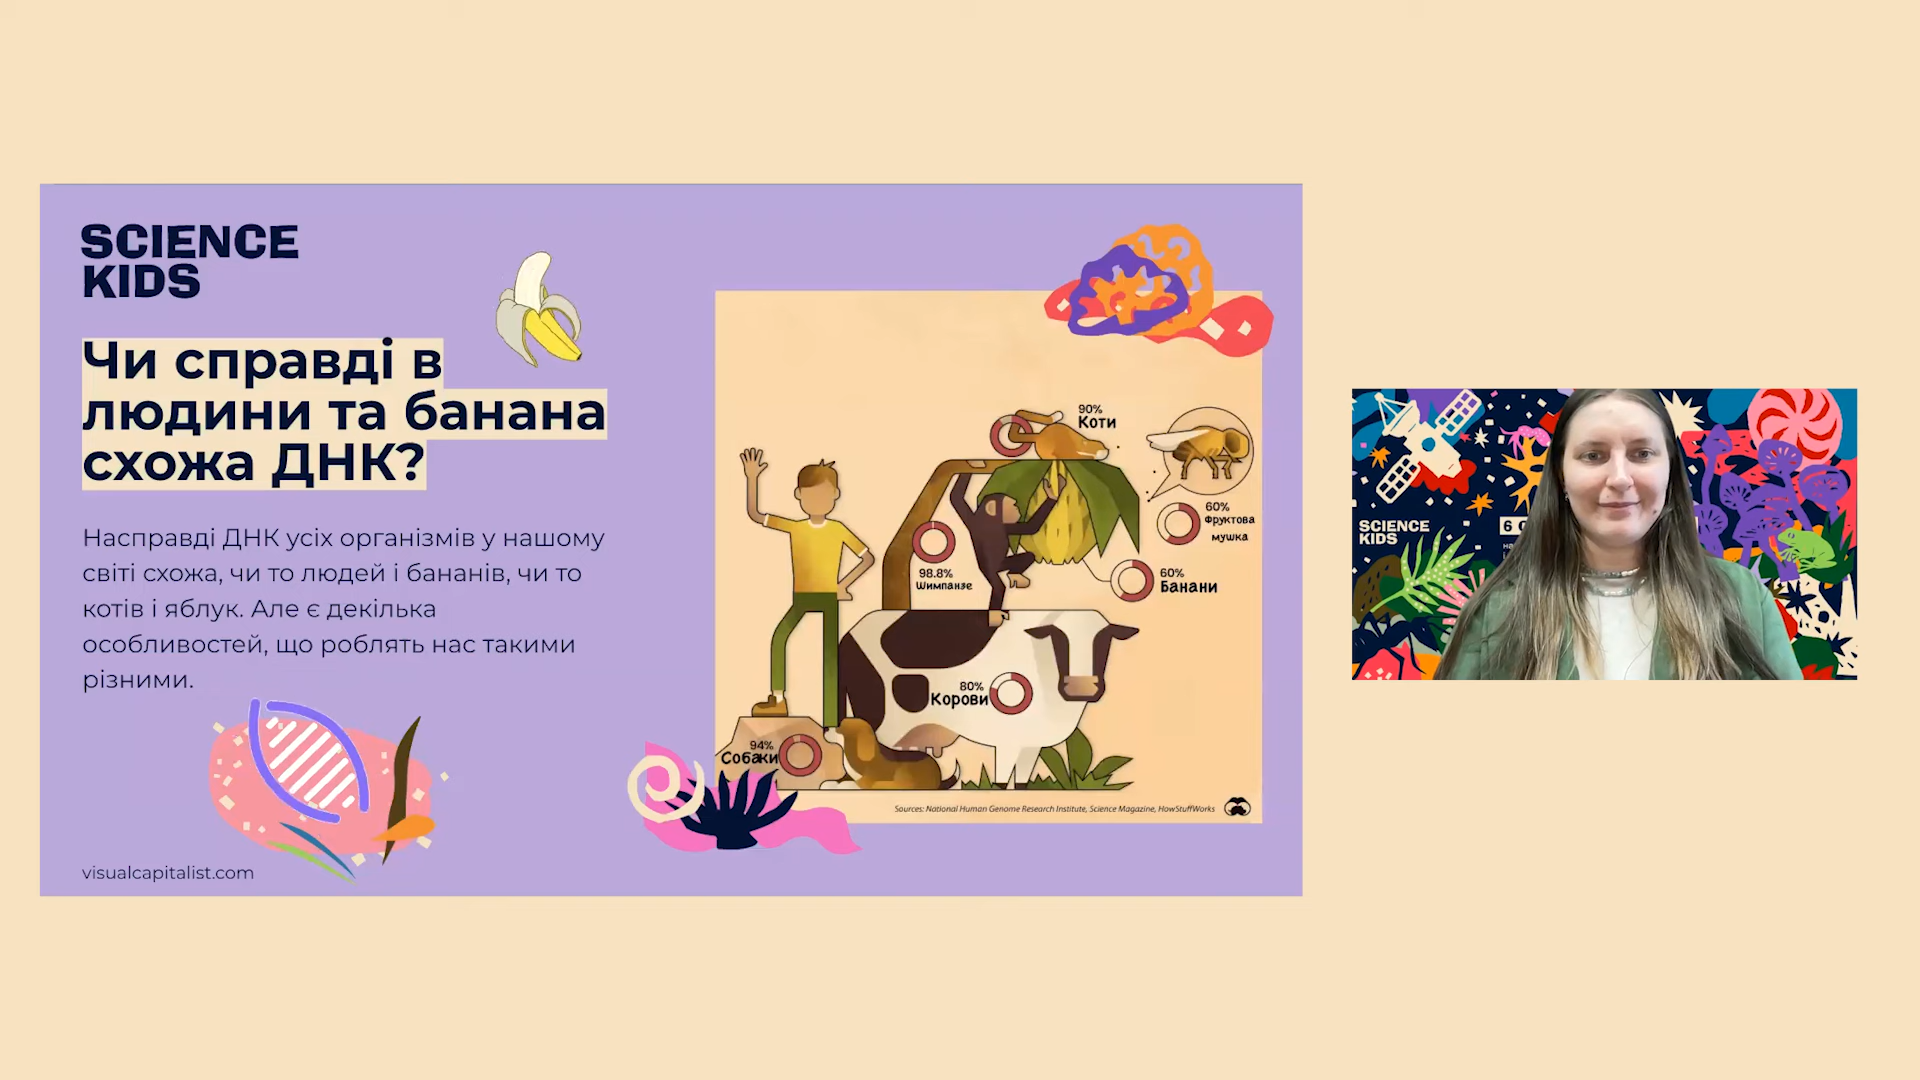 SCIENCE
KIDS
Чи справді в
людини та банана
схожа ДНК?
Насправді ДНК усіх організмів у нашому
світі схожа, чи то людей і бананів, чи то
котів і яблук. Але є декілька
особливостей, що роблять нас такими
різними.
visualcapitalist.com
90%
Коти
60%
Фруктова
мушка
98.8%
Шимпанзе
60%
Банани
80%
Корови
94%
Собаки
Sources: National Human Genome Research Institute, Science Magazine, HowStuffWorks
SCIENCE
KIDS
6